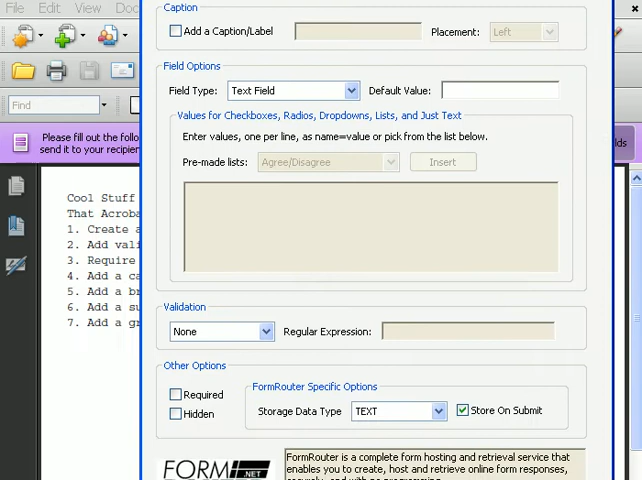 File Edit View Doc
Caption
Add a Caption/Label Placement: Left
Field Options
Field Type: Text Field Default Value:
Values for Checkboxes, Radios, Dropdowns, Lists, and Just Text
Enter values, one per line, as name=value or pick from the list below.
Pre-made lists: Agree/Disagree Insert
Validation
None Regular Expression:
Other Options
Required
Hidden
FormRouter Specific Options
Storage Data Type TEXT Store On Submit
FORM .NET
FormRouter is a complete form hosting and retrieval service that
enables you to create, host and retrieve online form responses,
Find
Please fill out the follo
send it to your recipien
lds
Cool Stuff
That Acroba
1. Create a
2. Add vali
3. Require
4. Add a ca
5. Add a br
6. Add a su
7. Add a gr